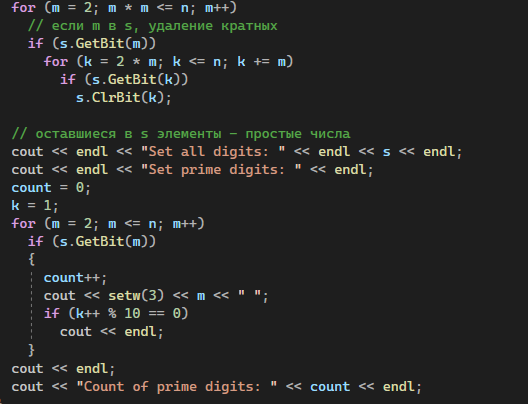 for (m = 2; m * m <= n; m++)
// если m в s, удаление кратных
if (s.GetBit(m))
for (k = 2 * m; k <= n; k += m)
if (s.GetBit(k))
s.ClrBit(k);
// оставшиеся в s элементы – простые числа
cout << endl << "Set all digits: " << endl << s << endl;
cout << endl << "Set prime digits: " << endl;
count = 0;
k = 1;
for (m = 2; m <= n; m++)
if (s.GetBit(m))
{
count++;
cout << setw(3) << m << " ";
if (k++ % 10 == 0)
cout << endl;
}
cout << endl;
cout << "Count of prime digits: " << count << endl;